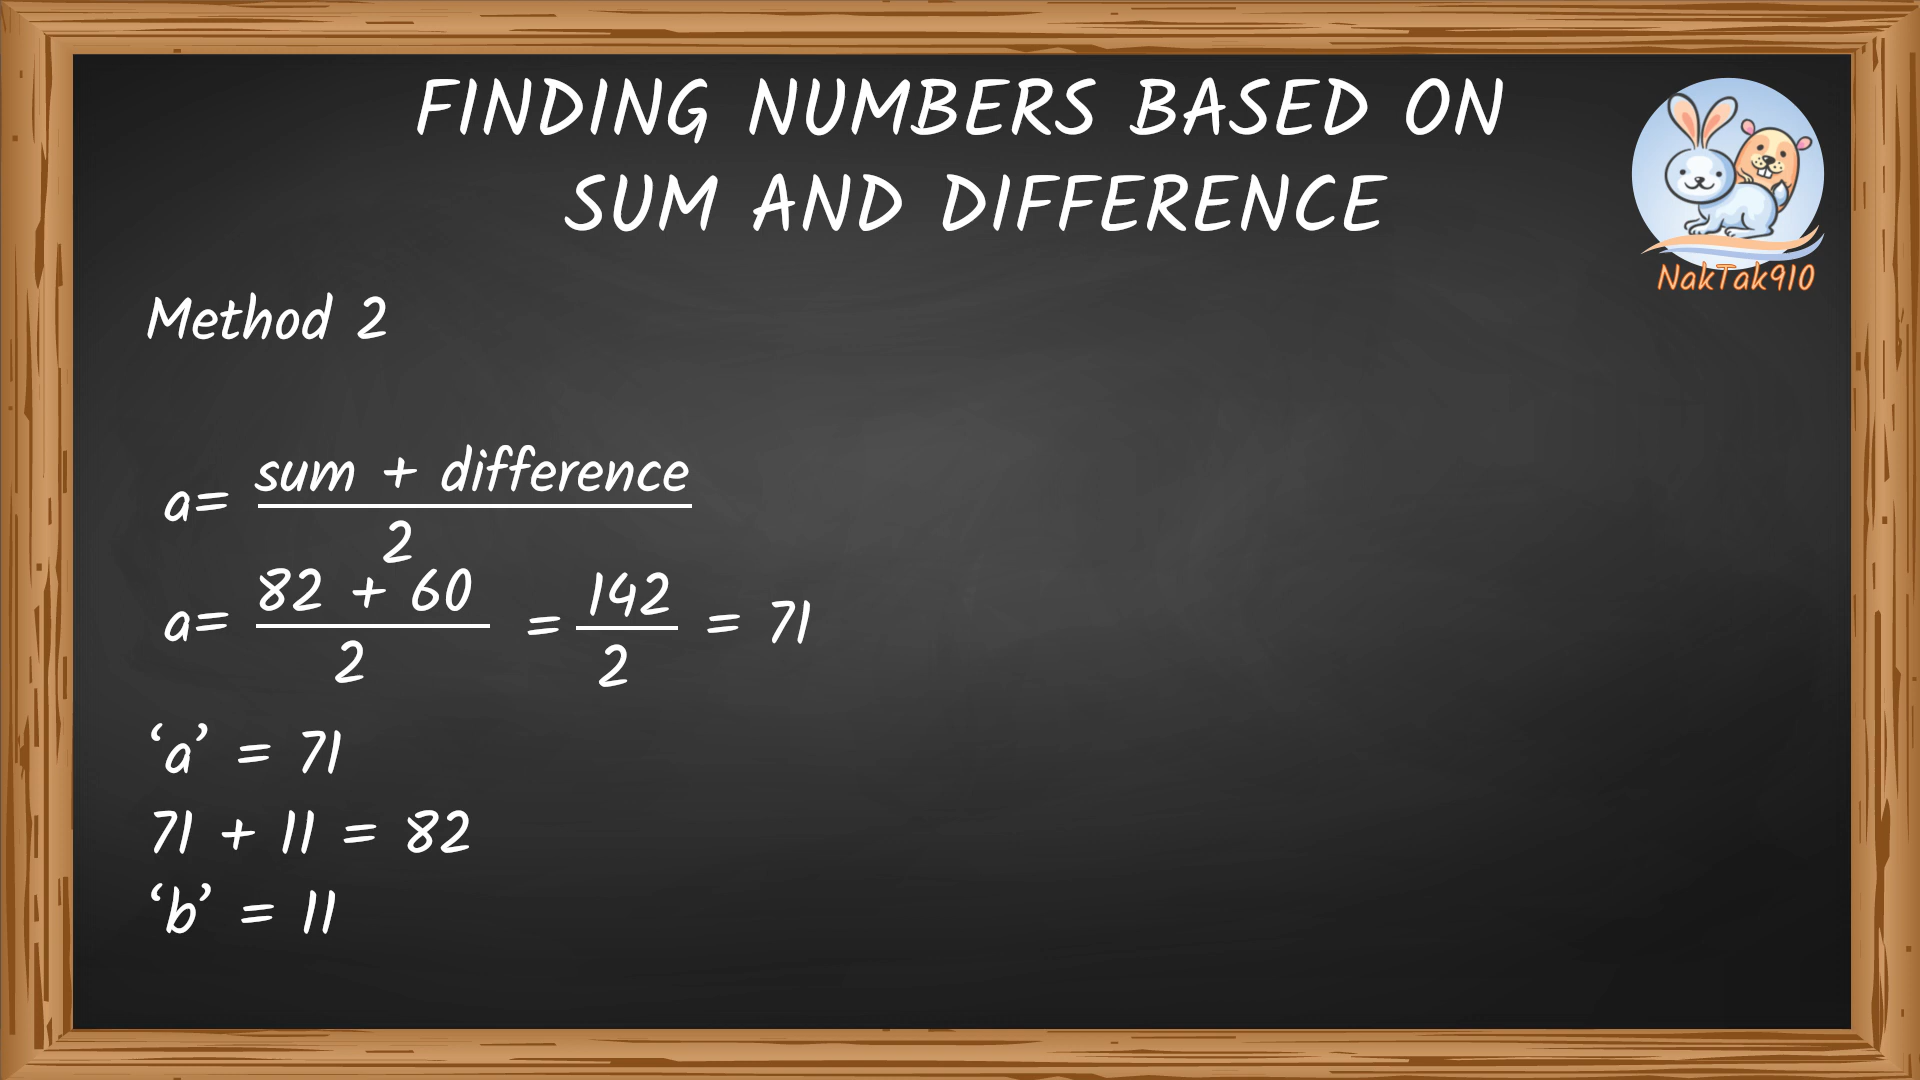 FINDING NUMBERS BASED ON
SUM AND DIFFERENCE
NakTak910
Method 2
a= sum + difference
2
a= 82 + 60 = 142 = 71
2 2
‘a’ = 71
71 + 11 = 82
‘b’ = 11